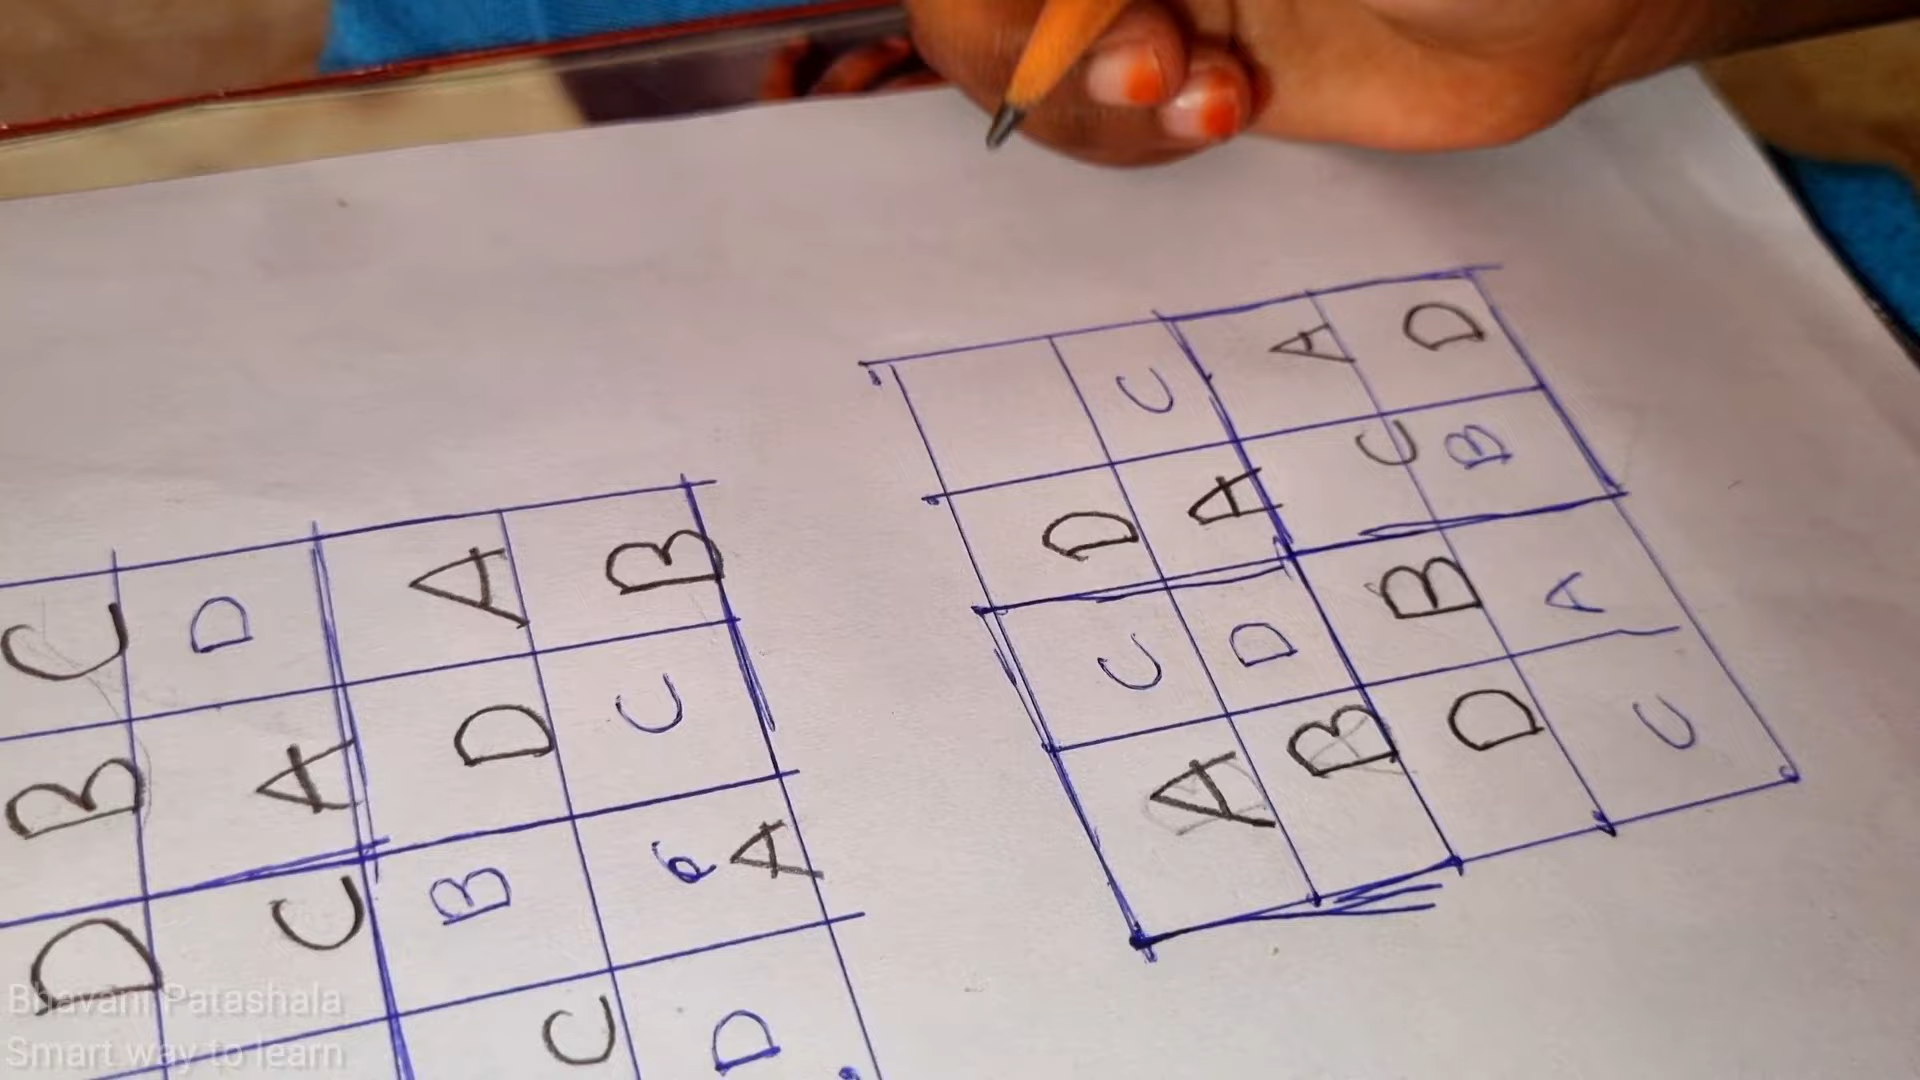 D B C
C A D
C B D A
D A C B
A C D
B D A C
D B C A
C A B D
Bhavani Patashala
Smart way to learn